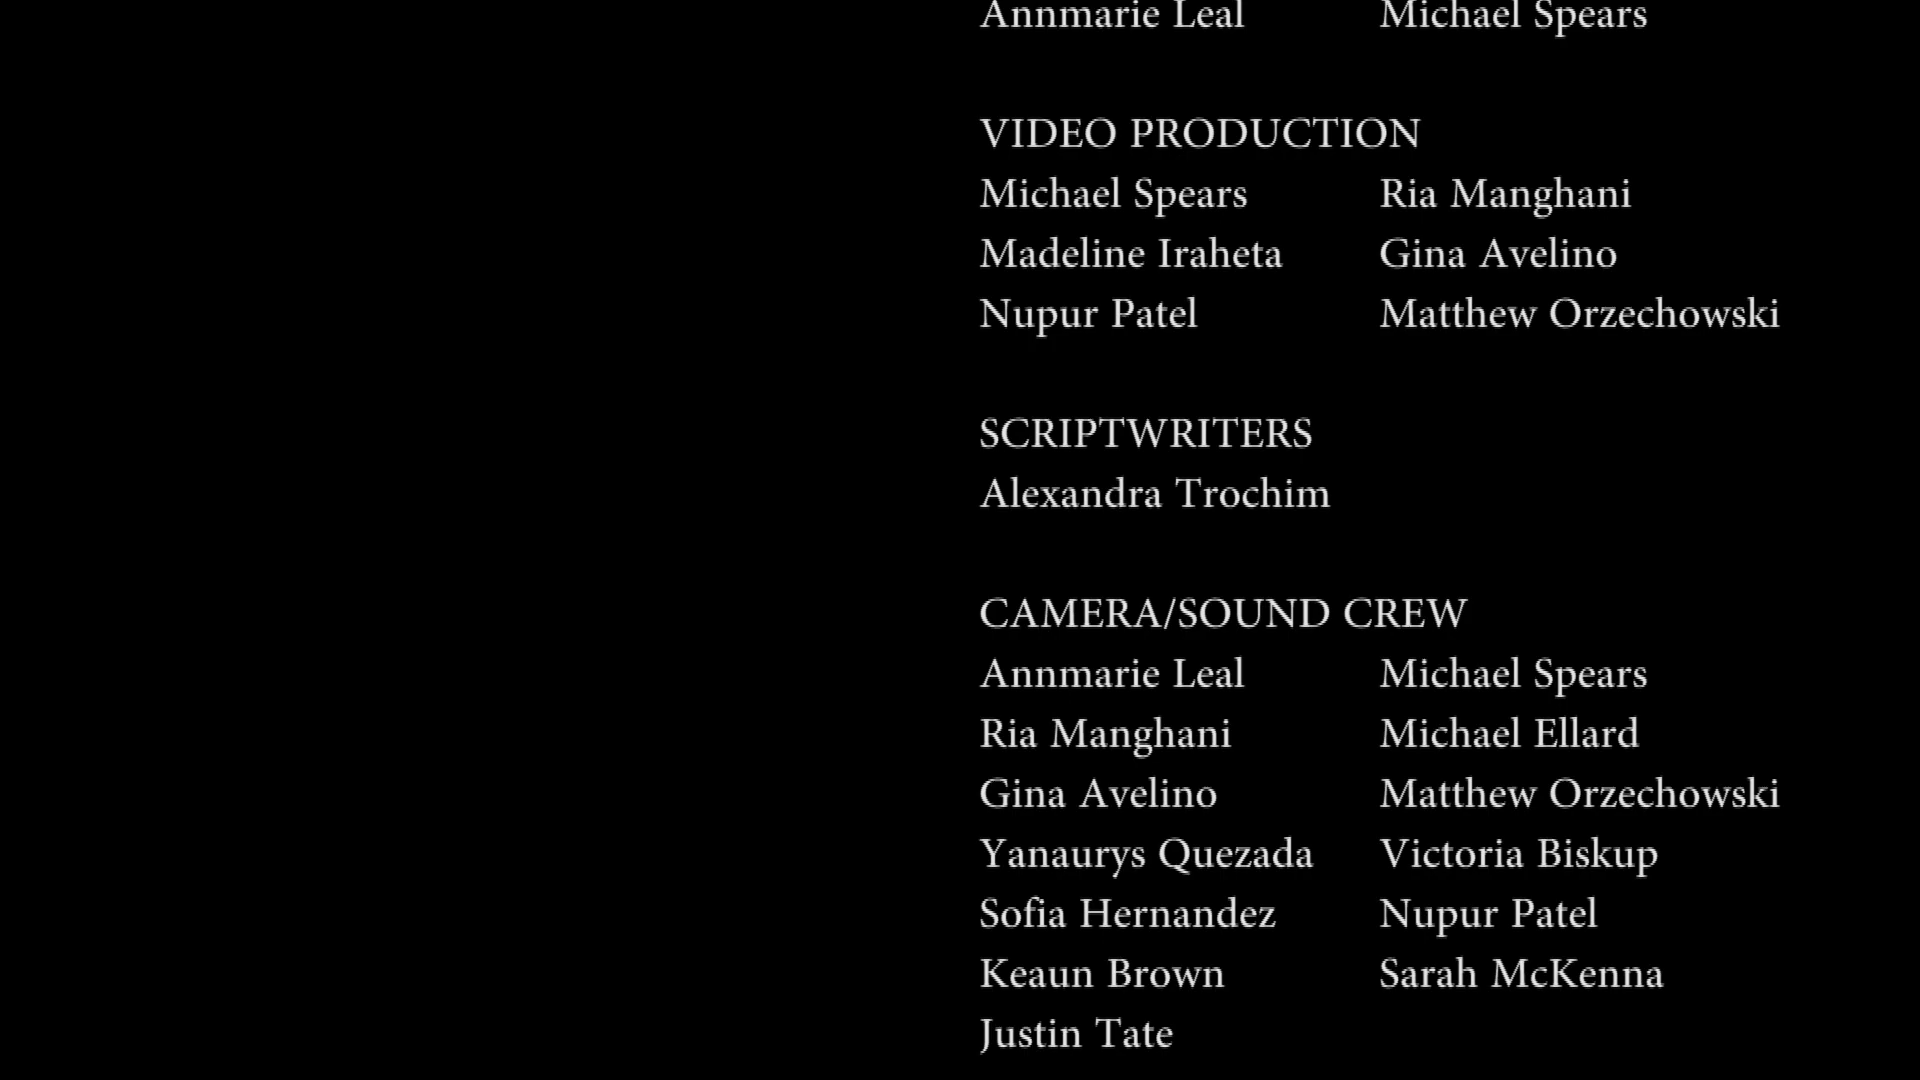 Annmarie Leal Michael Spears
VIDEO PRODUCTION
Michael Spears Ria Manghani
Madeline Iraheta Gina Avelino
Nupur Patel Matthew Orzechowski
SCRIPTWRITERS
Alexandra Trochim
CAMERA/SOUND CREW
Annmarie Leal Michael Spears
Ria Manghani Michael Ellard
Gina Avelino Matthew Orzechowski
Yanaurys Quezada Victoria Biskup
Sofia Hernandez Nupur Patel
Keaun Brown Sarah McKenna
Justin Tate